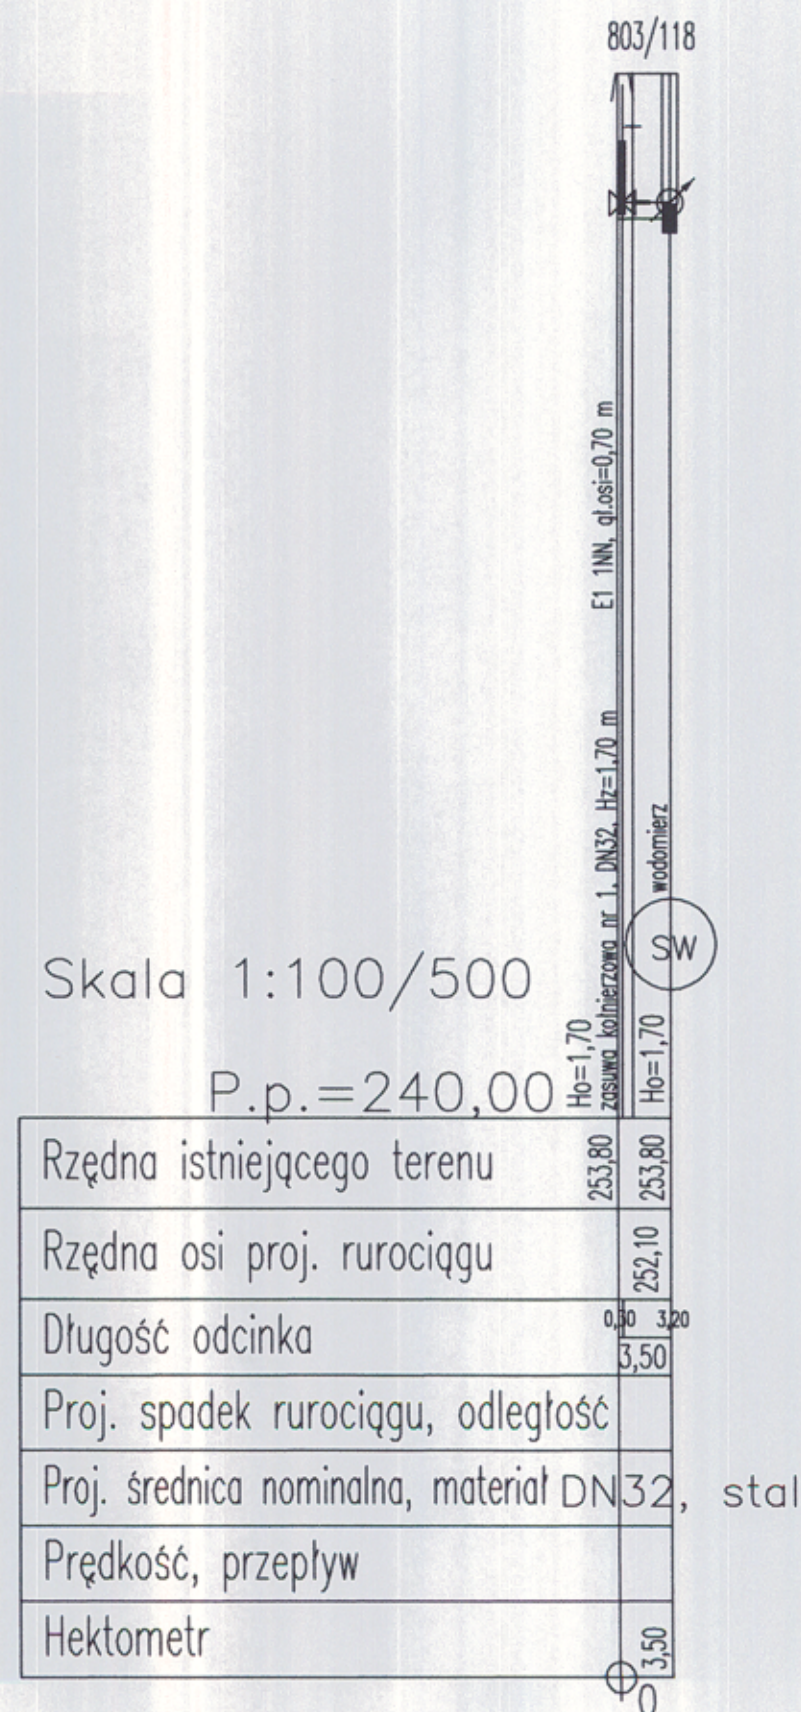 803/118
E1 1NN, gł.osi=0,70 m
zasuwa kołnierzowa nr 1, DN32, Hz=1,70 m
wodomierz
SW
Skala 1:100/500
Ho=1,70
Ho=1,70
P.p.=240,00
Rzędna istniejącego terenu 253,80 253,80
Rzędna osi proj. rurociągu 252,10
Długość odcinka 0,30 3,20
3,50
Proj. spadek rurociągu, odległość
Proj. średnica nominalna, materiał DN32, stal
Prędkość, przepływ
Hektometr 3,50
0